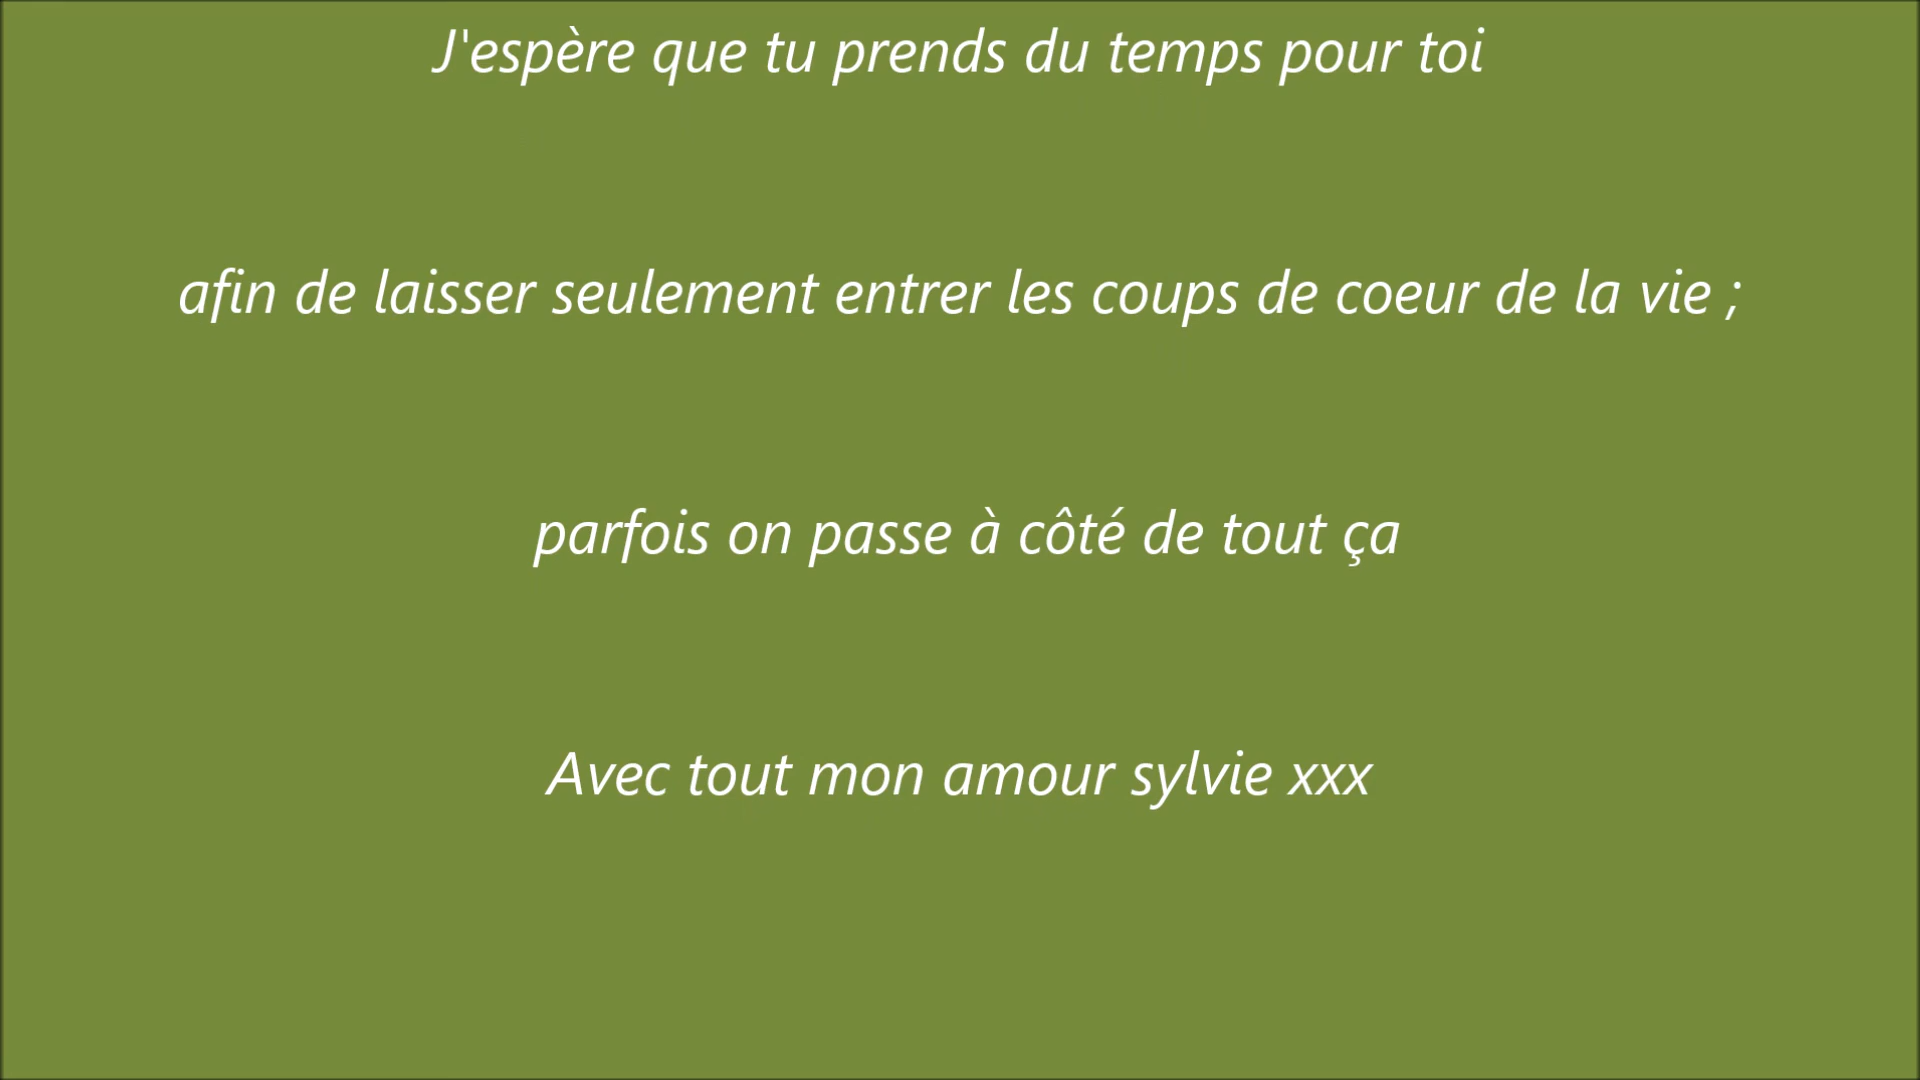 J'espère que tu prends du temps pour toi
afin de laisser seulement entrer les coups de coeur de la vie ;
parfois on passe à côté de tout ça
Avec tout mon amour sylvie xxx